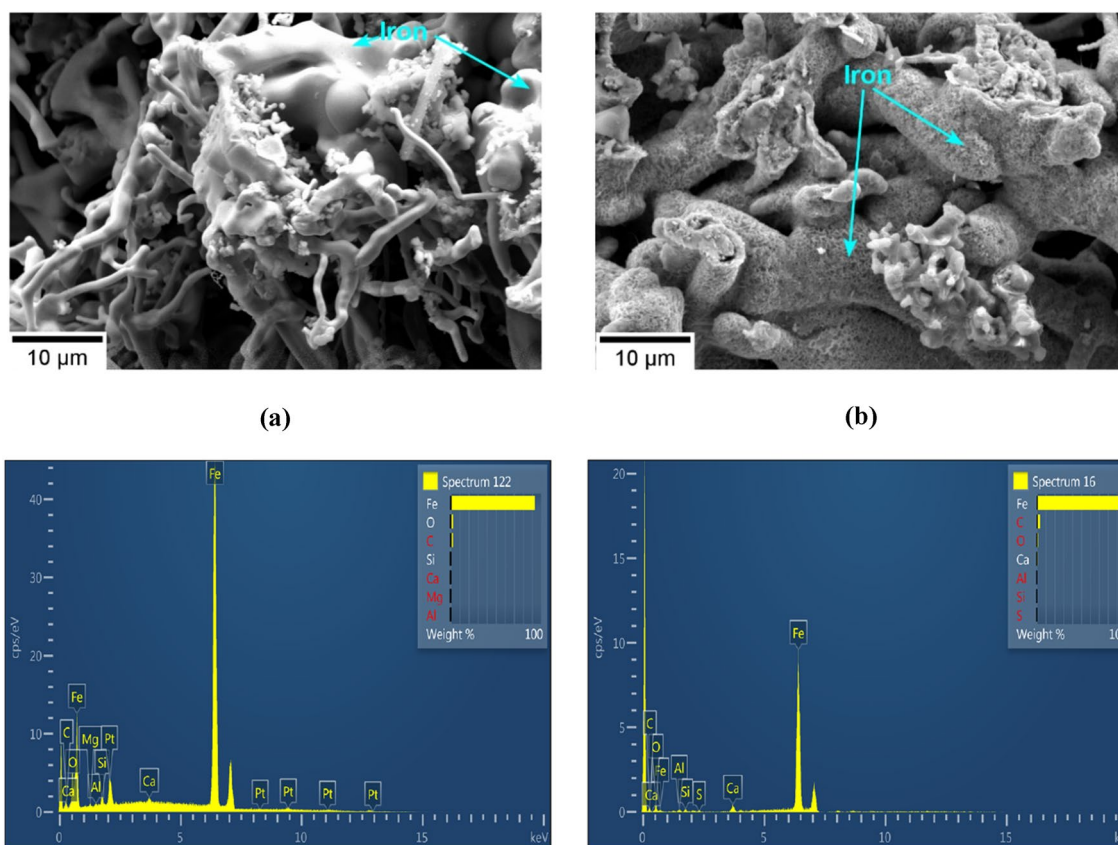 Iron
Iron
10 µm
10 µm
(a)
(b)
Fe
40
30
20
10
0
cps/eV
Fe
C
O
Ca
Mg
Al
Si
Pt
Ca
Pt
Pt
Pt
Pt
0
5
10
15
keV
Spectrum 122
Fe
O
C
Si
Ca
Mg
Al
Weight %
100
20
15
10
5
0
cps/eV
Fe
C
O
Fe
Ca
Al
Si
S
Ca
0
5
10
15
Spectrum 16
Fe
C
O
Ca
Al
Si
S
Weight %